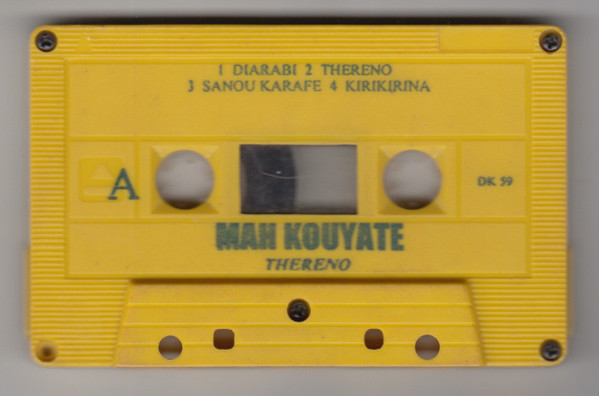 1 DIARABI 2 THERENO
3 SANOU KARAFE 4 KIRIKIRINA
A
DK 59
MAH KOUYATE
THERENO